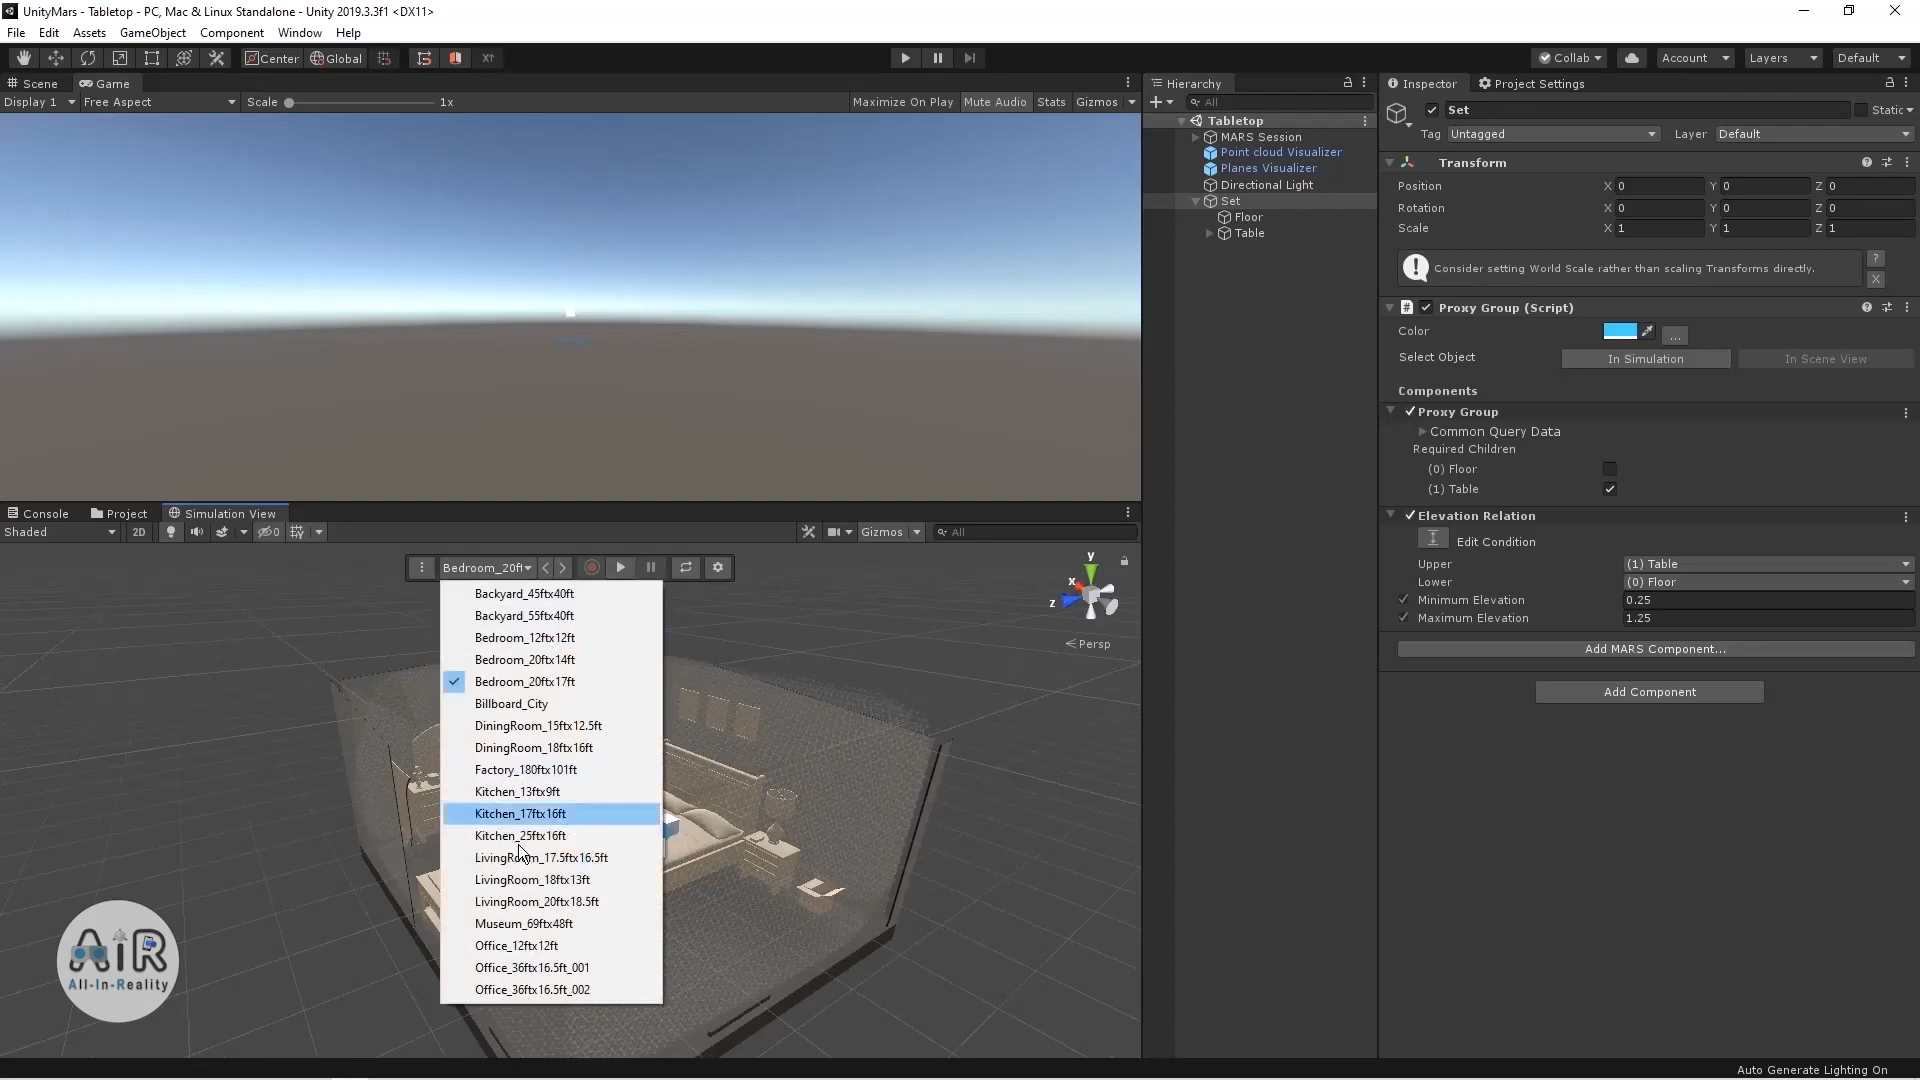 UnityMars - Tabletop - PC, Mac & Linux Standalone - Unity 2019.3.3f1 <DX11>
File Edit Assets GameObject Component Window Help
Center Global Collab Account Layers Default
Scene Game
Display 1 Free Aspect Scale 1x Maximize On Play Mute Audio Stats Gizmos
Console Project Simulation View
Shaded 2D 0 Gizmos All
Bedroom_20ft
Backyard_45ftx40ft
Backyard_55ftx40ft
Bedroom_12ftx12ft
Bedroom_20ftx14ft
Bedroom_20ftx17ft
Billboard_City
DiningRoom_15ftx12.5ft
DiningRoom_18ftx16ft
Factory_180ftx101ft
Kitchen_13ftx9ft
Kitchen_17ftx16ft
Kitchen_25ftx16ft
LivingRoom_17.5ftx16.5ft
LivingRoom_18ftx13ft
LivingRoom_20ftx18.5ft
Museum_69ftx48ft
Office_12ftx12ft
Office_36ftx16.5ft_001
Office_36ftx16.5ft_002
y
x
z
Persp
AiR
All-In-Reality
Hierarchy
All
Tabletop
MARS Session
Point cloud Visualizer
Planes Visualizer
Directional Light
Set
Floor
Table
Inspector Project Settings
Set Static
Tag Untagged Layer Default
Transform
Position X 0 Y 0 Z 0
Rotation X 0 Y 0 Z 0
Scale X 1 Y 1 Z 1
Consider setting World Scale rather than scaling Transforms directly. ?
X
# Proxy Group (Script)
Color ...
Select Object In Simulation In Scene View
Components
Proxy Group
Common Query Data
Required Children
(0) Floor
(1) Table
Elevation Relation
Edit Condition
Upper (1) Table
Lower (0) Floor
Minimum Elevation 0.25
Maximum Elevation 1.25
Add MARS Component...
Add Component
Auto Generate Lighting On